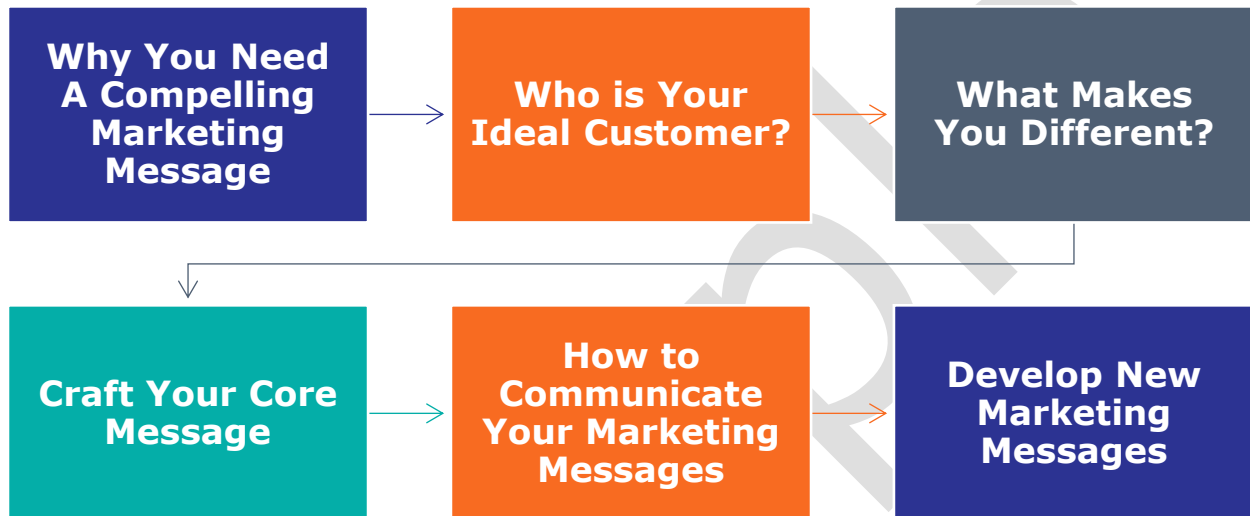 Why You Need
A Compelling
Marketing
Message
Who is Your
Ideal Customer?
What Makes
You Different?
Craft Your Core
Message
How to
Communicate
Your Marketing
Messages
Develop New
Marketing
Messages